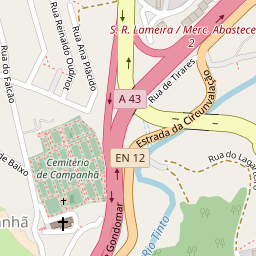 S. R. Lameira / Merc. Abastece
2
Rua do Falcão
Rua Reinaldo Oudinot
Rua Ana Plácido
A 43
Rua de Tirares
Estrada da Circunvalação
EN 12
Rua do Laga
Cemitério
de Campanhã
de Baixo
nhã
Gondomar
Rio Tinto